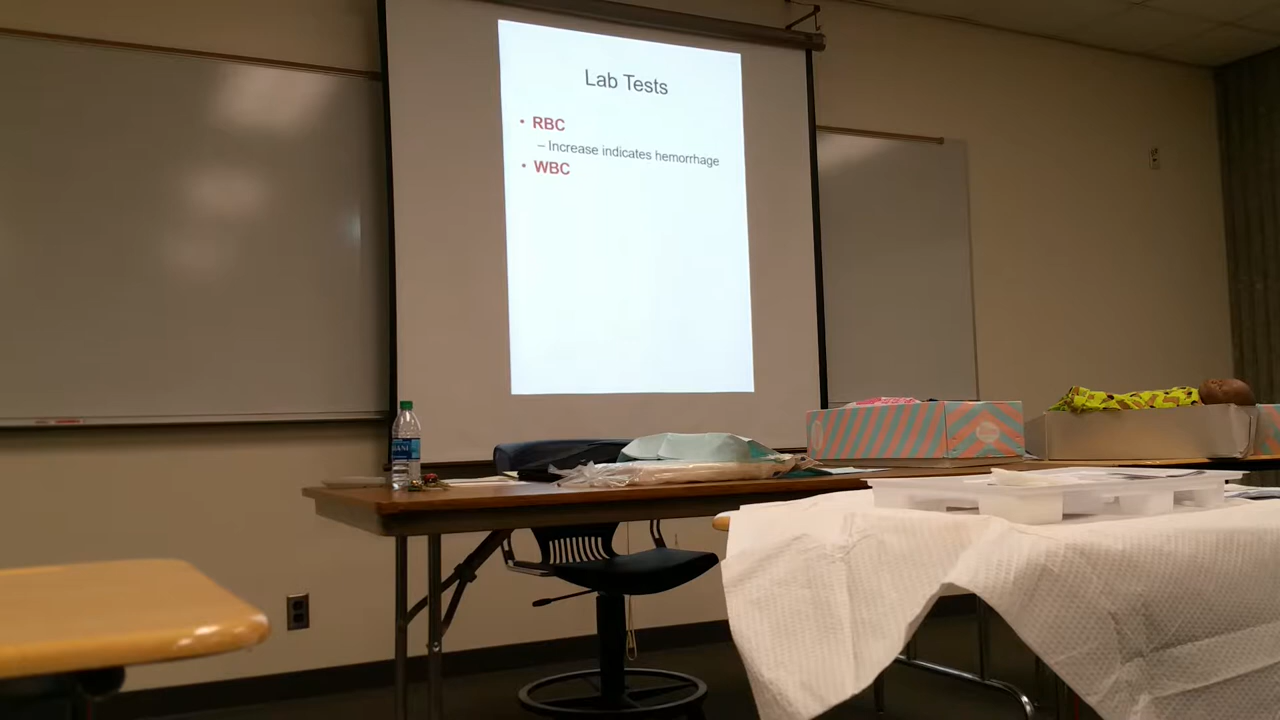 Lab Tests
• RBC
– Increase indicates hemorrhage
• WBC